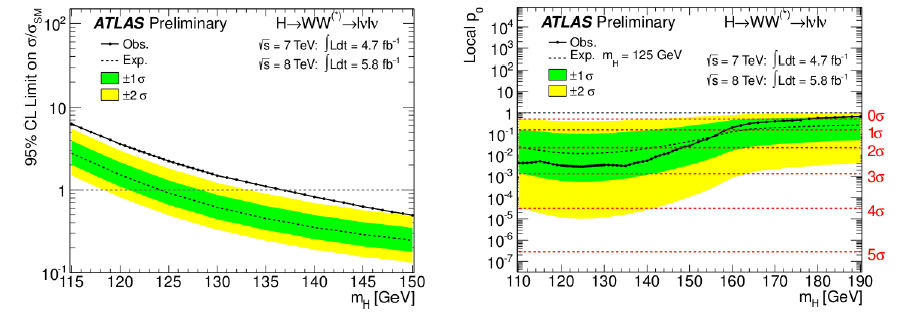 ATLAS Preliminary
H→WW(*)→lνlν
Obs.
Exp.
±1σ
±2 σ
√s = 7 TeV: ∫Ldt = 4.7 fb-1
√s = 8 TeV: ∫Ldt = 5.8 fb-1
95% CL Limit on σ/σSM
102
10
1
10-1
115 120 125 130 135 140 145 150
mH [GeV]
ATLAS Preliminary
H→WW(*)→lνlν
Obs.
Exp. mH = 125 GeV
±1σ
±2 σ
√s = 7 TeV: ∫Ldt = 4.7 fb-1
√s = 8 TeV: ∫Ldt = 5.8 fb-1
Local p0
107
106
105
104
103
102
10
1
10-1
10-2
10-3
10-4
10-5
10-6
10-7
0σ
1σ
2σ
3σ
4σ
5σ
110 120 130 140 150 160 170 180 190
mH [GeV]